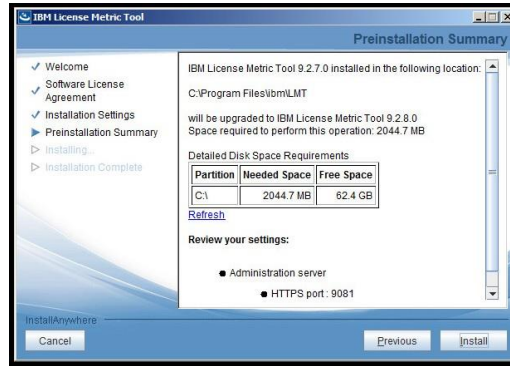 IBM License Metric Tool
Preinstallation Summary
Welcome
Software License
Agreement
Installation Settings
Preinstallation Summary
Installing...
Installation Complete
IBM License Metric Tool 9.2.7.0 installed in the following location:
C:\Program Files\ibm\LMT
will be upgraded to IBM License Metric Tool 9.2.8.0
Space required to perform this operation: 2044.7 MB
Detailed Disk Space Requirements
Partition Needed Space Free Space
C:\ 2044.7 MB 62.4 GB
Refresh
Review your settings:
Administration server
HTTPS port : 9081
InstallAnywhere
Cancel
Previous
Install